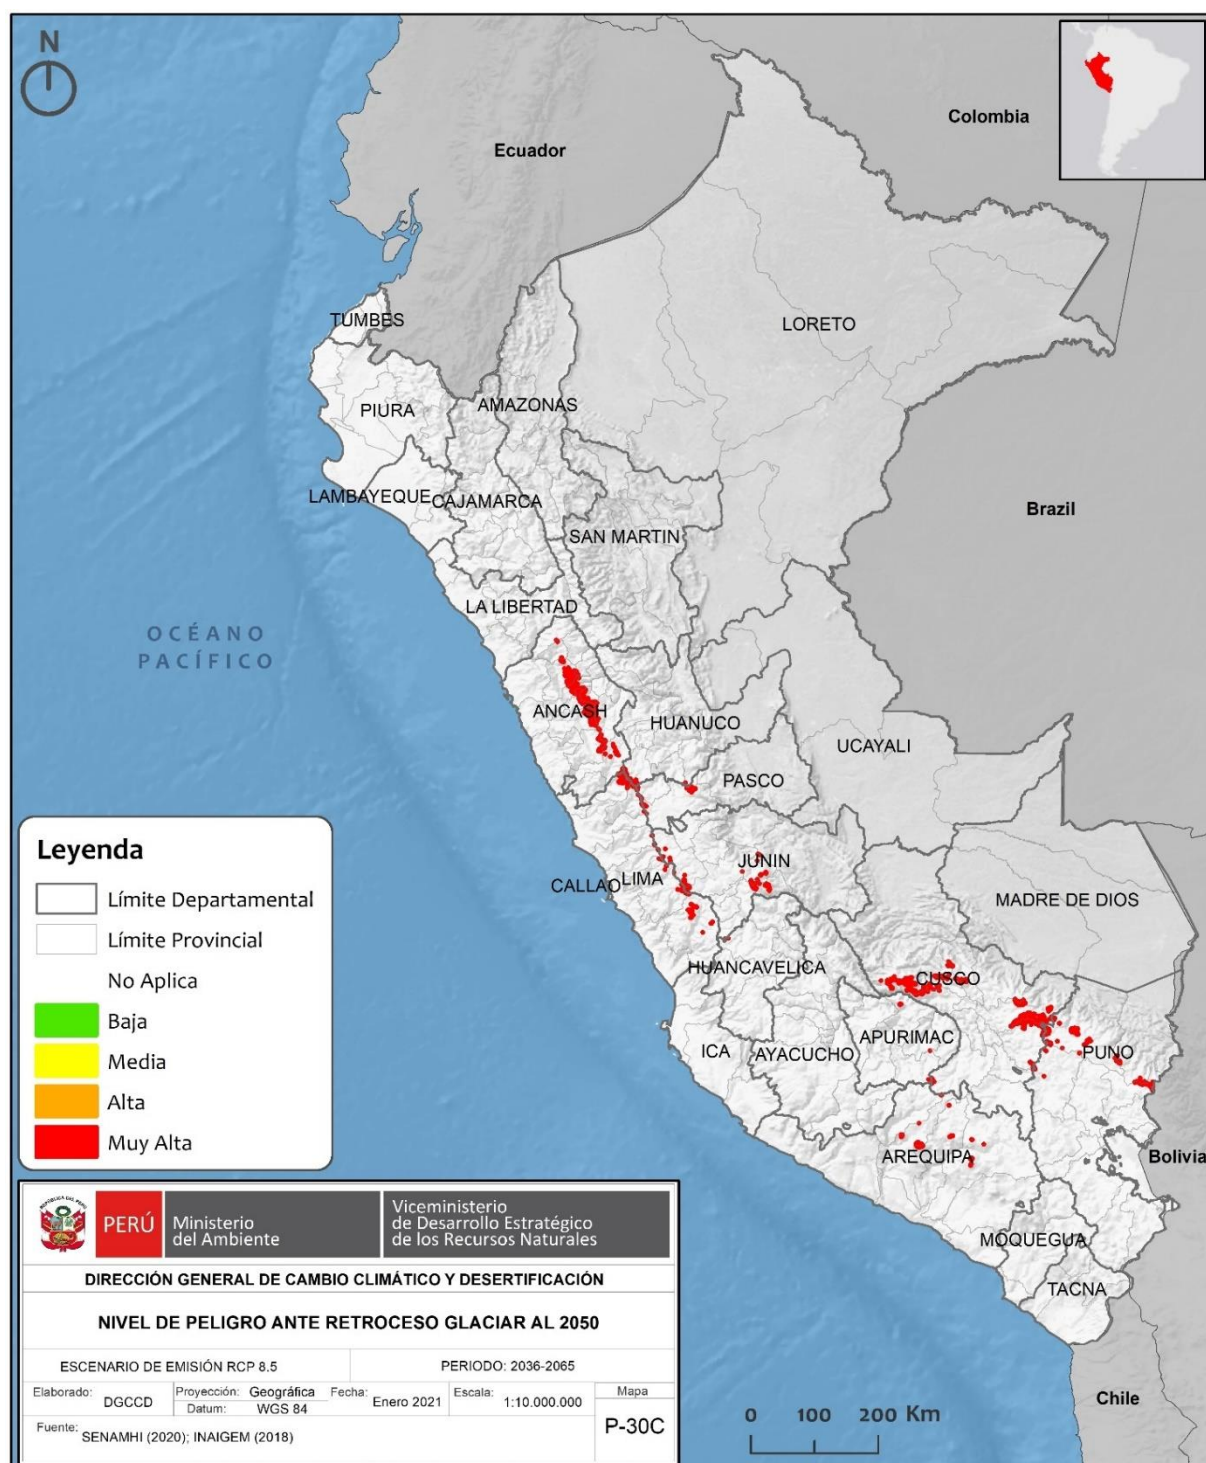 N
Colombia
Ecuador
LORETO
TUMBES
PIURA
AMAZONAS
LAMBAYEQUE
CAJAMARCA
Brazil
SAN MARTIN
LA LIBERTAD
OCÉANO
PACÍFICO
ANCASH
HUANUCO
UCAYALI
PASCO
JUNIN
CALLAO
LIMA
MADRE DE DIOS
HUANCAVELICA
CUSCO
ICA
AYACUCHO
APURIMAC
PUNO
AREQUIPA
Bolivia
MOQUEGUA
TACNA
Chile
Leyenda
Límite Departamental
Límite Provincial
No Aplica
Baja
Media
Alta
Muy Alta
PERÚ
Ministerio
del Ambiente
Viceministerio
de Desarrollo Estratégico
de los Recursos Naturales
DIRECCIÓN GENERAL DE CAMBIO CLIMÁTICO Y DESERTIFICACIÓN
NIVEL DE PELIGRO ANTE RETROCESO GLACIAR AL 2050
ESCENARIO DE EMISIÓN RCP 8.5
PERIODO: 2036-2065
Elaborado: DGCCD
Proyección: Geográfica
Datum: WGS 84
Fecha: Enero 2021
Escala: 1:10.000.000
Mapa
P-30C
Fuente: SENAMHI (2020); INAIGEM (2018)
0 100 200 Km